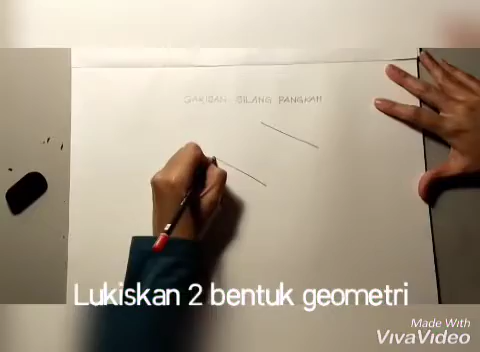 GARISAN SILANG PANGKAH
Lukiskan 2 bentuk geometri
Made With
VivaVideo